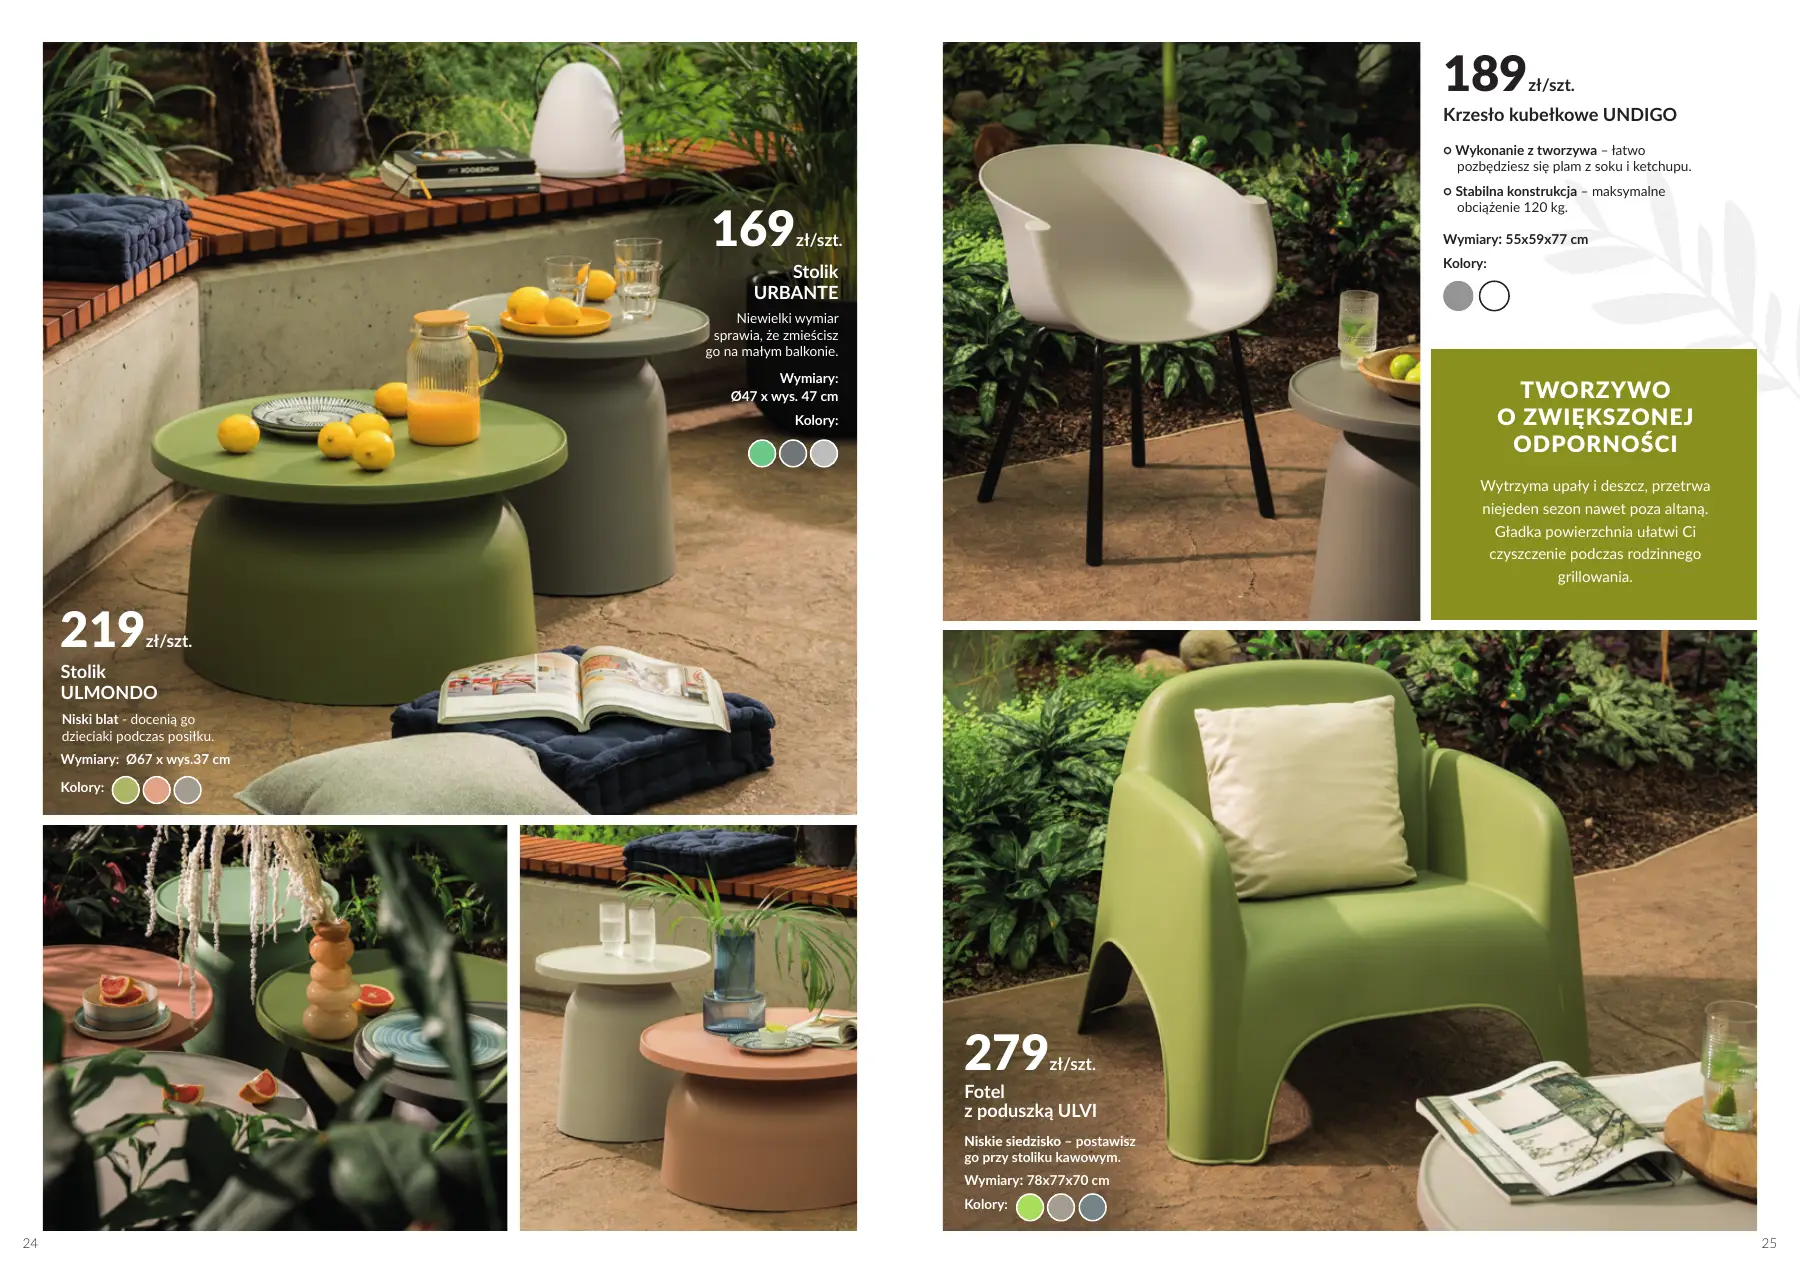 169 zł/szt.
Stolik
URBANTE
Niewielki wymiar
sprawia, że zmieścisz
go na małym balkonie.
Wymiary:
Ø47 x wys. 47 cm
Kolory:
219 zł/szt.
Stolik
ULMONDO
Niski blat - docenią go
dzieciaki podczas posiłku.
Wymiary: Ø67 x wys.37 cm
Kolory:
24
189 zł/szt.
Krzesło kubełkowe UNDIGO
Wykonanie z tworzywa – łatwo
pozbędziesz się plam z soku i ketchupu.
Stabilna konstrukcja – maksymalne
obciążenie 120 kg.
Wymiary: 55x59x77 cm
Kolory:
TWORZYWO
O ZWIĘKSZONEJ
ODPORNOŚCI
Wytrzyma upały i deszcz, przetrwa
niejeden sezon nawet poza altaną.
Gładka powierzchnia ułatwi Ci
czyszczenie podczas rodzinnego
grillowania.
279 zł/szt.
Fotel
z poduszką ULVI
Niskie siedzisko – postawisz
go przy stoliku kawowym.
Wymiary: 78x77x70 cm
Kolory:
25